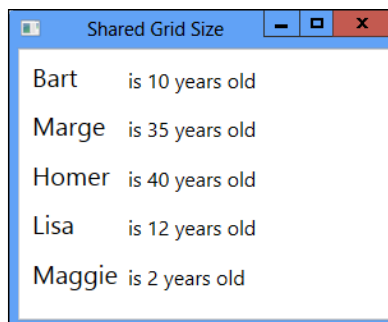 Shared Grid Size
Bart is 10 years old
Marge is 35 years old
Homer is 40 years old
Lisa is 12 years old
Maggie is 2 years old